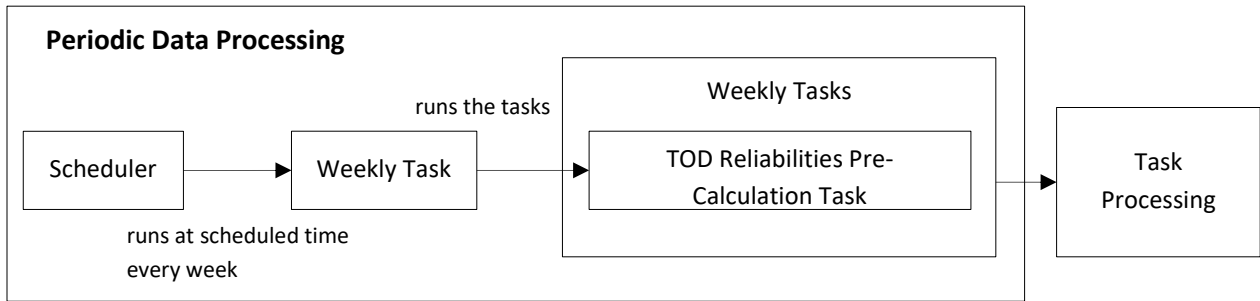 Periodic Data Processing
runs the tasks
Weekly Tasks
Scheduler
Weekly Task
TOD Reliabilities Pre-
Calculation Task
Task
Processing
runs at scheduled time
every week